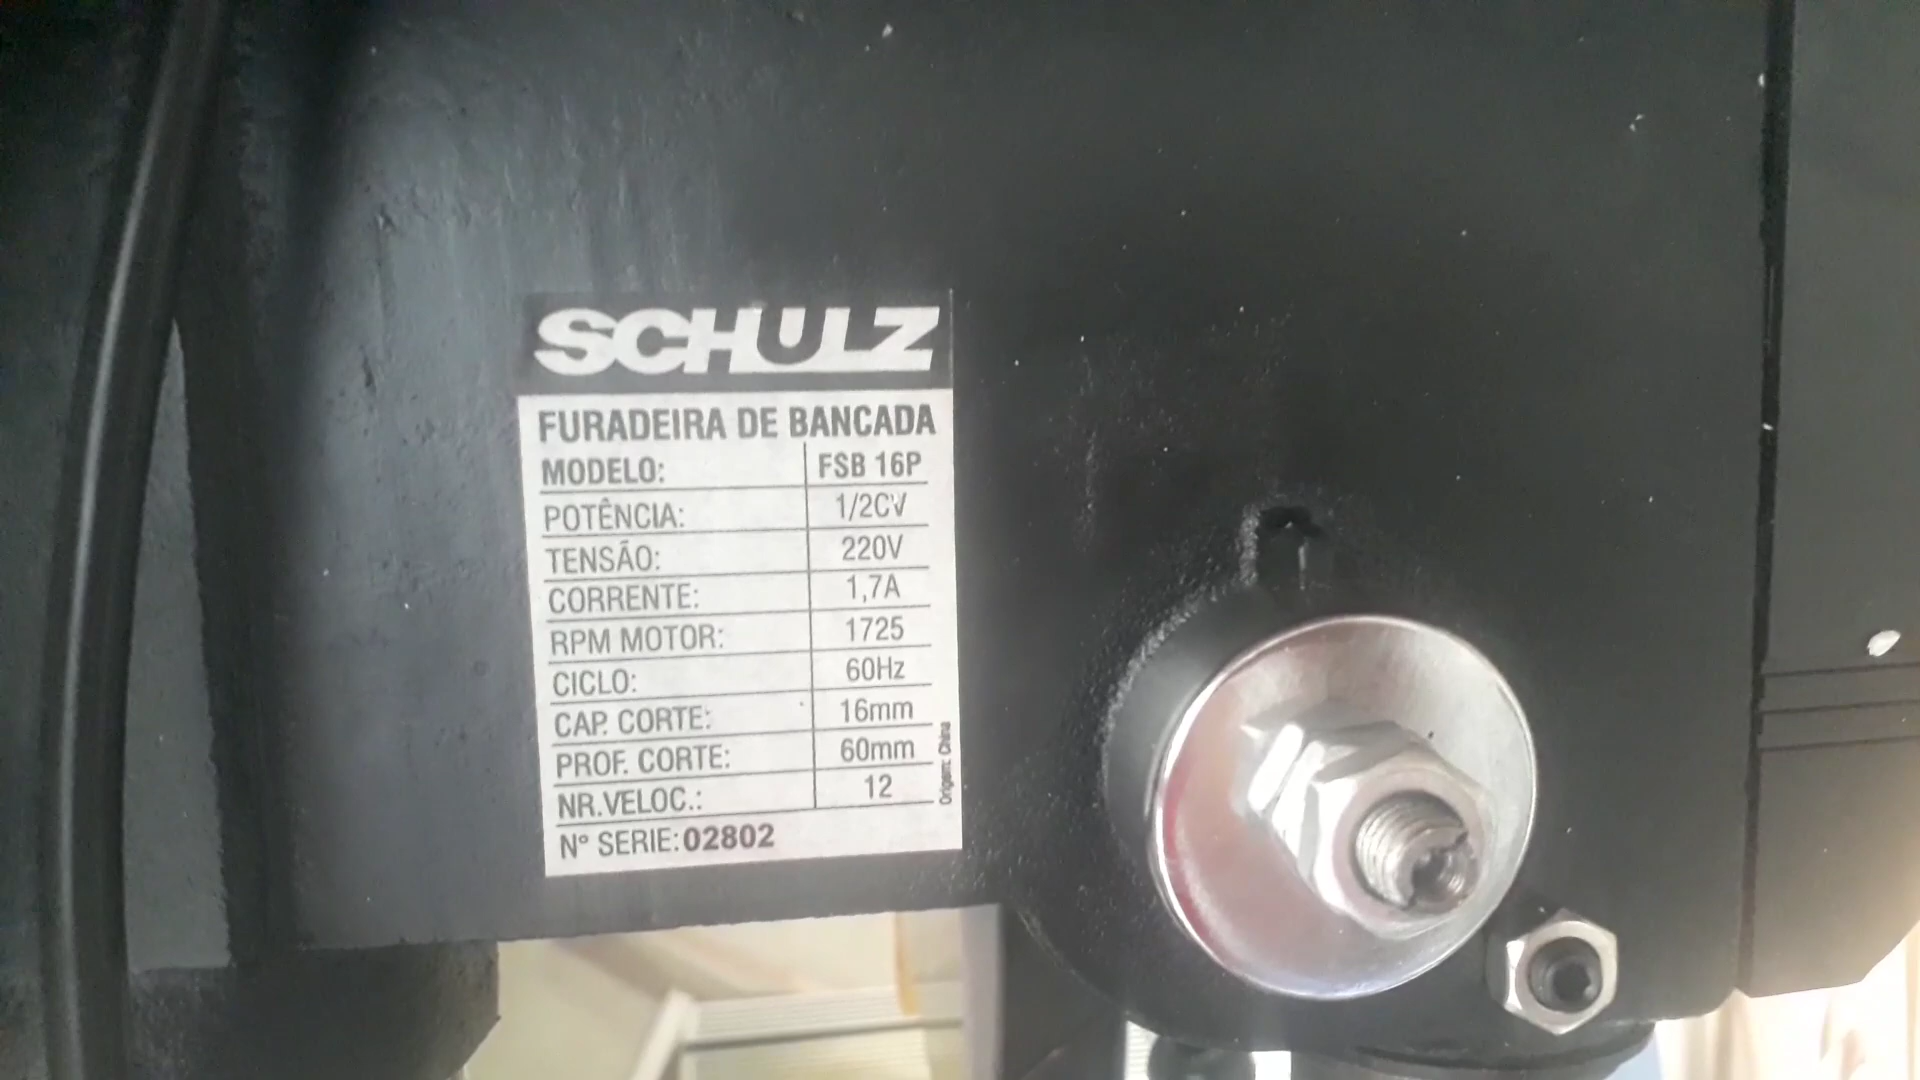 SCHULZ
FURADEIRA DE BANCADA
MODELO: FSB 16P
POTÊNCIA: 1/2CV
TENSÃO: 220V
CORRENTE: 1,7A
RPM MOTOR: 1725
CICLO: 60Hz
CAP. CORTE: 16mm
PROF. CORTE: 60mm
NR.VELOC.: 12
Nº SERIE: 02802
Origem: China